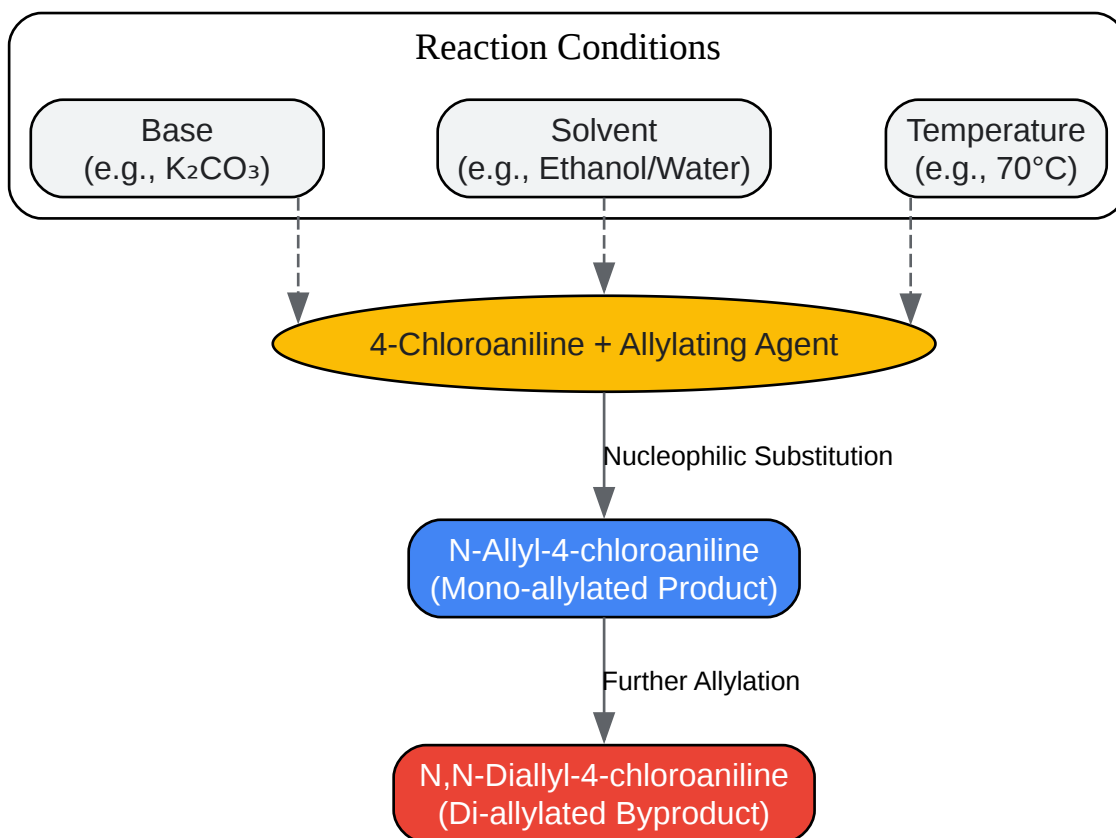 Reaction Conditions
Base
(e.g., K₂CO₃)
Solvent
(e.g., Ethanol/Water)
Temperature
(e.g., 70°C)
4-Chloroaniline + Allylating Agent
Nucleophilic Substitution
N-Allyl-4-chloroaniline
(Mono-allylated Product)
Further Allylation
N,N-Diallyl-4-chloroaniline
(Di-allylated Byproduct)